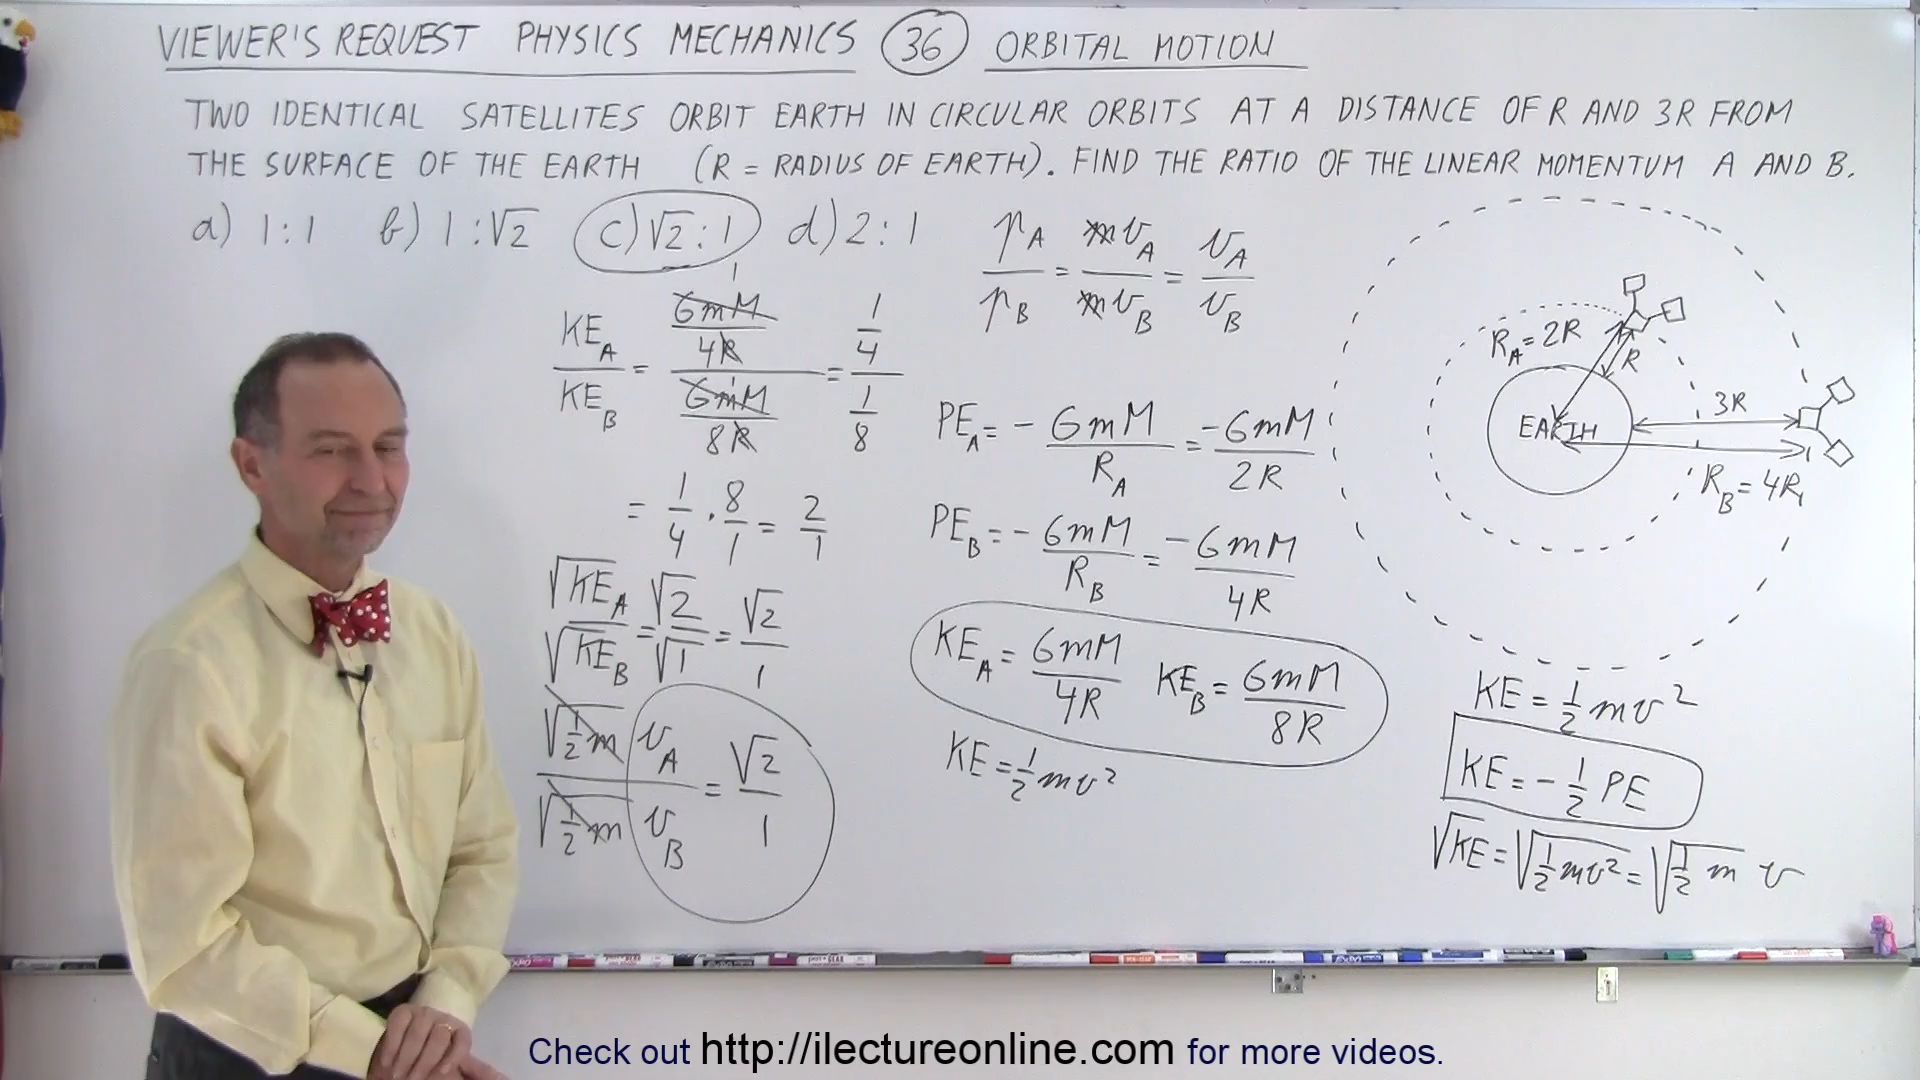 VIEWER'S REQUEST PHYSICS MECHANICS 36 ORBITAL MOTION
TWO IDENTICAL SATELLITES ORBIT EARTH IN CIRCULAR ORBITS AT A DISTANCE OF R AND 3R FROM
THE SURFACE OF THE EARTH (R = RADIUS OF EARTH). FIND THE RATIO OF THE LINEAR MOMENTUM A AND B.
a) 1:1 b) 1:√2 c) √2:1 d) 2:1
KE_A / KE_B = (GmM / 4R) / (GmM / 8R) = (1/4) / (1/8)
= 1/4 · 8/1 = 2/1
√KE_A / √KE_B = √2 / √1 = √2 / 1
√(1/2 m) v_A / √(1/2 m) v_B = √2 / 1
p_A / p_B = m v_A / m v_B = v_A / v_B
PE_A = - GmM / R_A = -GmM / 2R
PE_B = - GmM / R_B = -GmM / 4R
KE_A = GmM / 4R KE_B = GmM / 8R
KE = 1/2 mv²
R_A = 2R
R
EARTH
3R
R_B = 4R
KE = 1/2 mv²
KE = - 1/2 PE
√KE = √(1/2 mv²) = √(1/2 m) v
Check out http://ilectureonline.com for more videos.